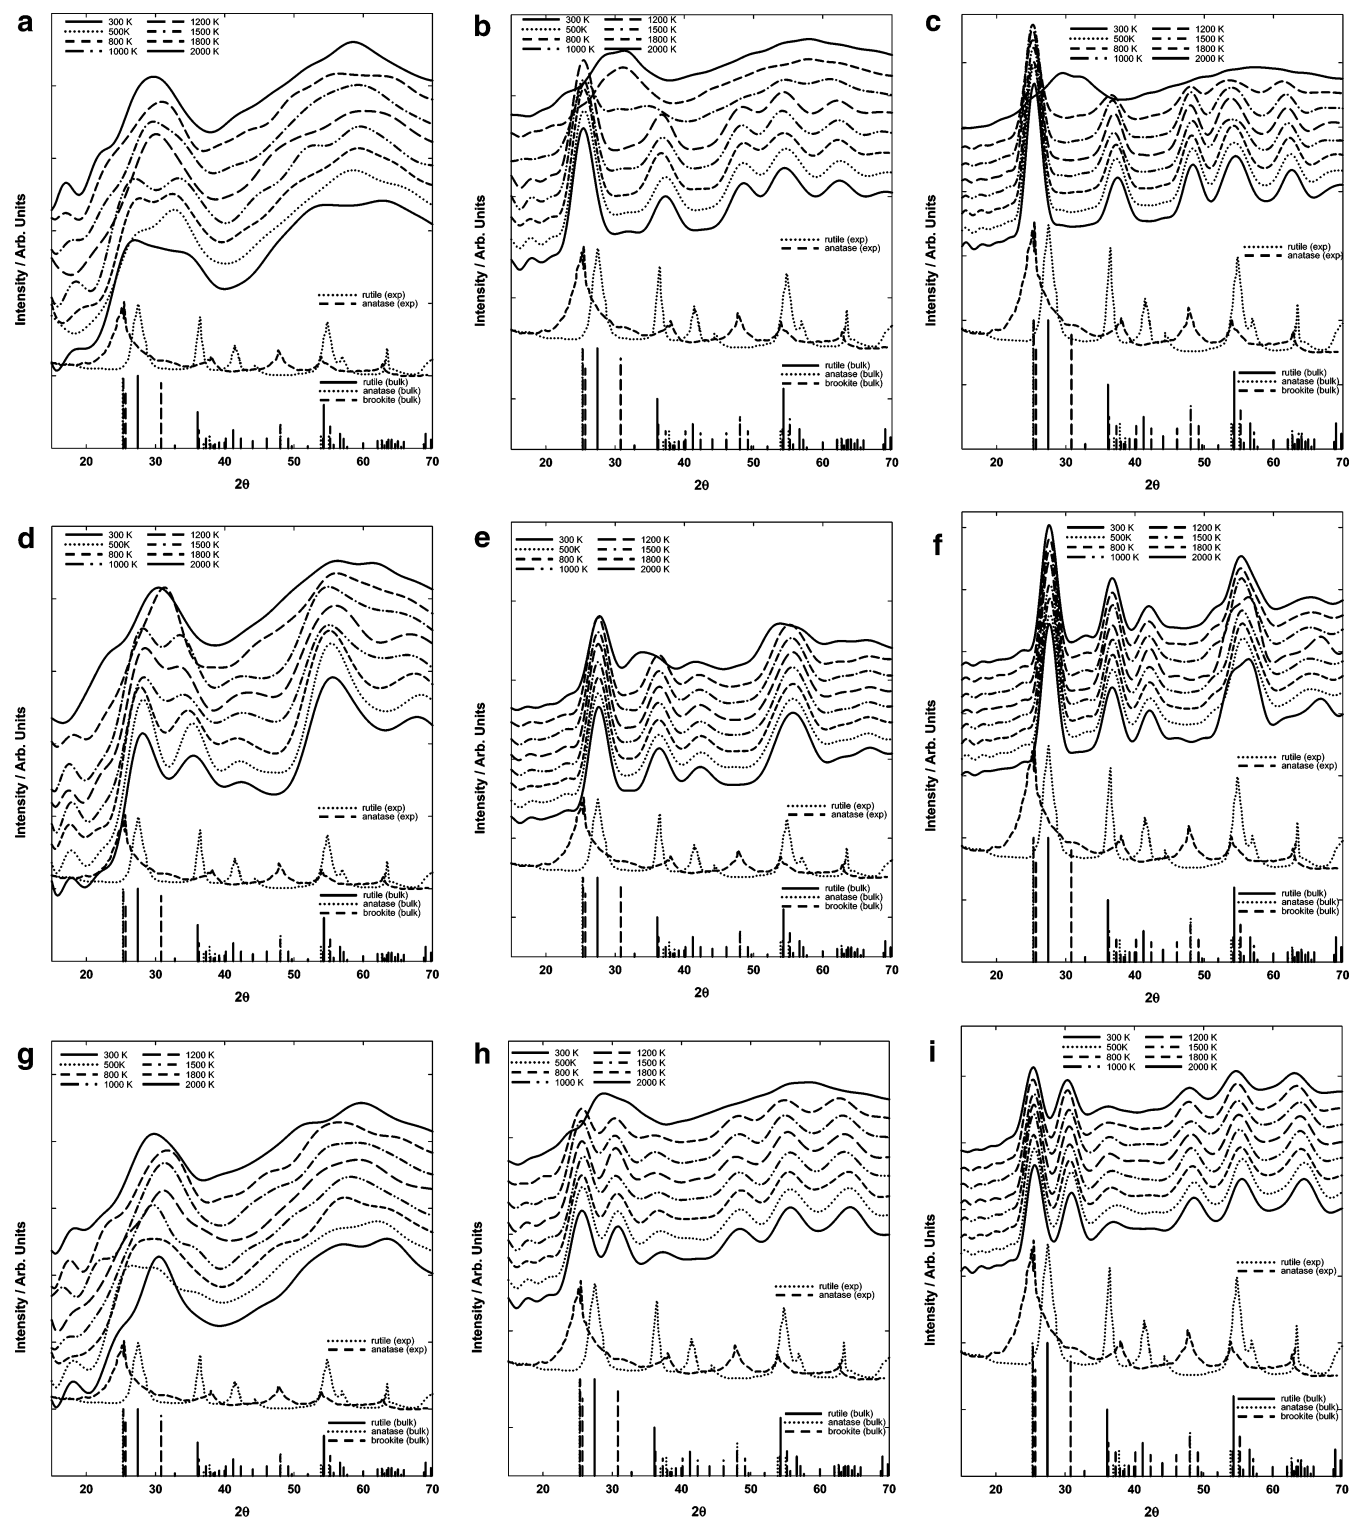 a
300 K 1200 K
500K 1500 K
800 K 1800 K
1000 K 2000 K
rutile (exp)
anatase (exp)
rutile (bulk)
anatase (bulk)
brookite (bulk)
Intensity / Arb. Units
20 30 40 50 60 70
2θ
b
300 K 1200 K
500K 1500 K
800 K 1800 K
1000 K 2000 K
rutile (exp)
anatase (exp)
rutile (bulk)
anatase (bulk)
brookite (bulk)
Intensity / Arb. Units
20 30 40 50 60 70
2θ
c
300 K 1200 K
500K 1500 K
800 K 1800 K
1000 K 2000 K
rutile (exp)
anatase (exp)
rutile (bulk)
anatase (bulk)
brookite (bulk)
Intensity / Arb. Units
20 30 40 50 60 70
2θ
d
300 K 1200 K
500K 1500 K
800 K 1800 K
1000 K 2000 K
rutile (exp)
anatase (exp)
rutile (bulk)
anatase (bulk)
brookite (bulk)
Intensity / Arb. Units
20 30 40 50 60 70
2θ
e
300 K 1200 K
500K 1500 K
800 K 1800 K
1000 K 2000 K
rutile (exp)
anatase (exp)
rutile (bulk)
anatase (bulk)
brookite (bulk)
Intensity / Arb. Units
20 30 40 50 60 70
2θ
f
300 K 1200 K
500K 1500 K
800 K 1800 K
1000 K 2000 K
rutile (exp)
anatase (exp)
rutile (bulk)
anatase (bulk)
brookite (bulk)
Intensity / Arb. Units
20 30 40 50 60 70
2θ
g
300 K 1200 K
500K 1500 K
800 K 1800 K
1000 K 2000 K
rutile (exp)
anatase (exp)
rutile (bulk)
anatase (bulk)
brookite (bulk)
Intensity / Arb. Units
20 30 40 50 60 70
2θ
h
300 K 1200 K
500K 1500 K
800 K 1800 K
1000 K 2000 K
rutile (exp)
anatase (exp)
rutile (bulk)
anatase (bulk)
brookite (bulk)
Intensity / Arb. Units
20 30 40 50 60 70
2θ
i
300 K 1200 K
500K 1500 K
800 K 1800 K
1000 K 2000 K
rutile (exp)
anatase (exp)
rutile (bulk)
anatase (bulk)
brookite (bulk)
Intensity / Arb. Units
20 30 40 50 60 70
2θ